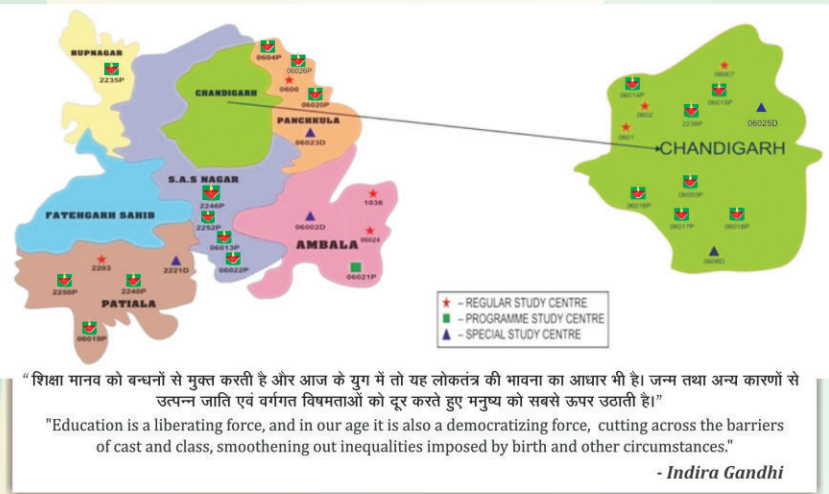 RUPNAGAR
2235P
CHANDIGARH
0604P
06026P
0600
06020P
PANCHKULA
06023D
S.A.S NAGAR
2246P
2252P
06013P
06022P
FATEHGARH SAHIB
06002D
1036
06024
AMBALA
06021P
2203
2221D
2250P
2240P
PATIALA
06019P
06007
06014P
06015P
0602
2238P
06025D
0601
CHANDIGARH
06003P
06016P
06017P
06018P
0606D
– REGULAR STUDY CENTRE
– PROGRAMME STUDY CENTRE
– SPECIAL STUDY CENTRE
“ शिक्षा मानव को बन्धनों से मुक्त करती है और आज के युग में तो यह लोकतंत्र की भावना का आधार भी है। जन्म तथा अन्य कारणों से
उत्पन्न जाति एवं वर्गगत विषमताओं को दूर करते हुए मनुष्य को सबसे ऊपर उठाती है।”
"Education is a liberating force, and in our age it is also a democratizing force, cutting across the barriers
of cast and class, smoothening out inequalities imposed by birth and other circumstances."
- Indira Gandhi